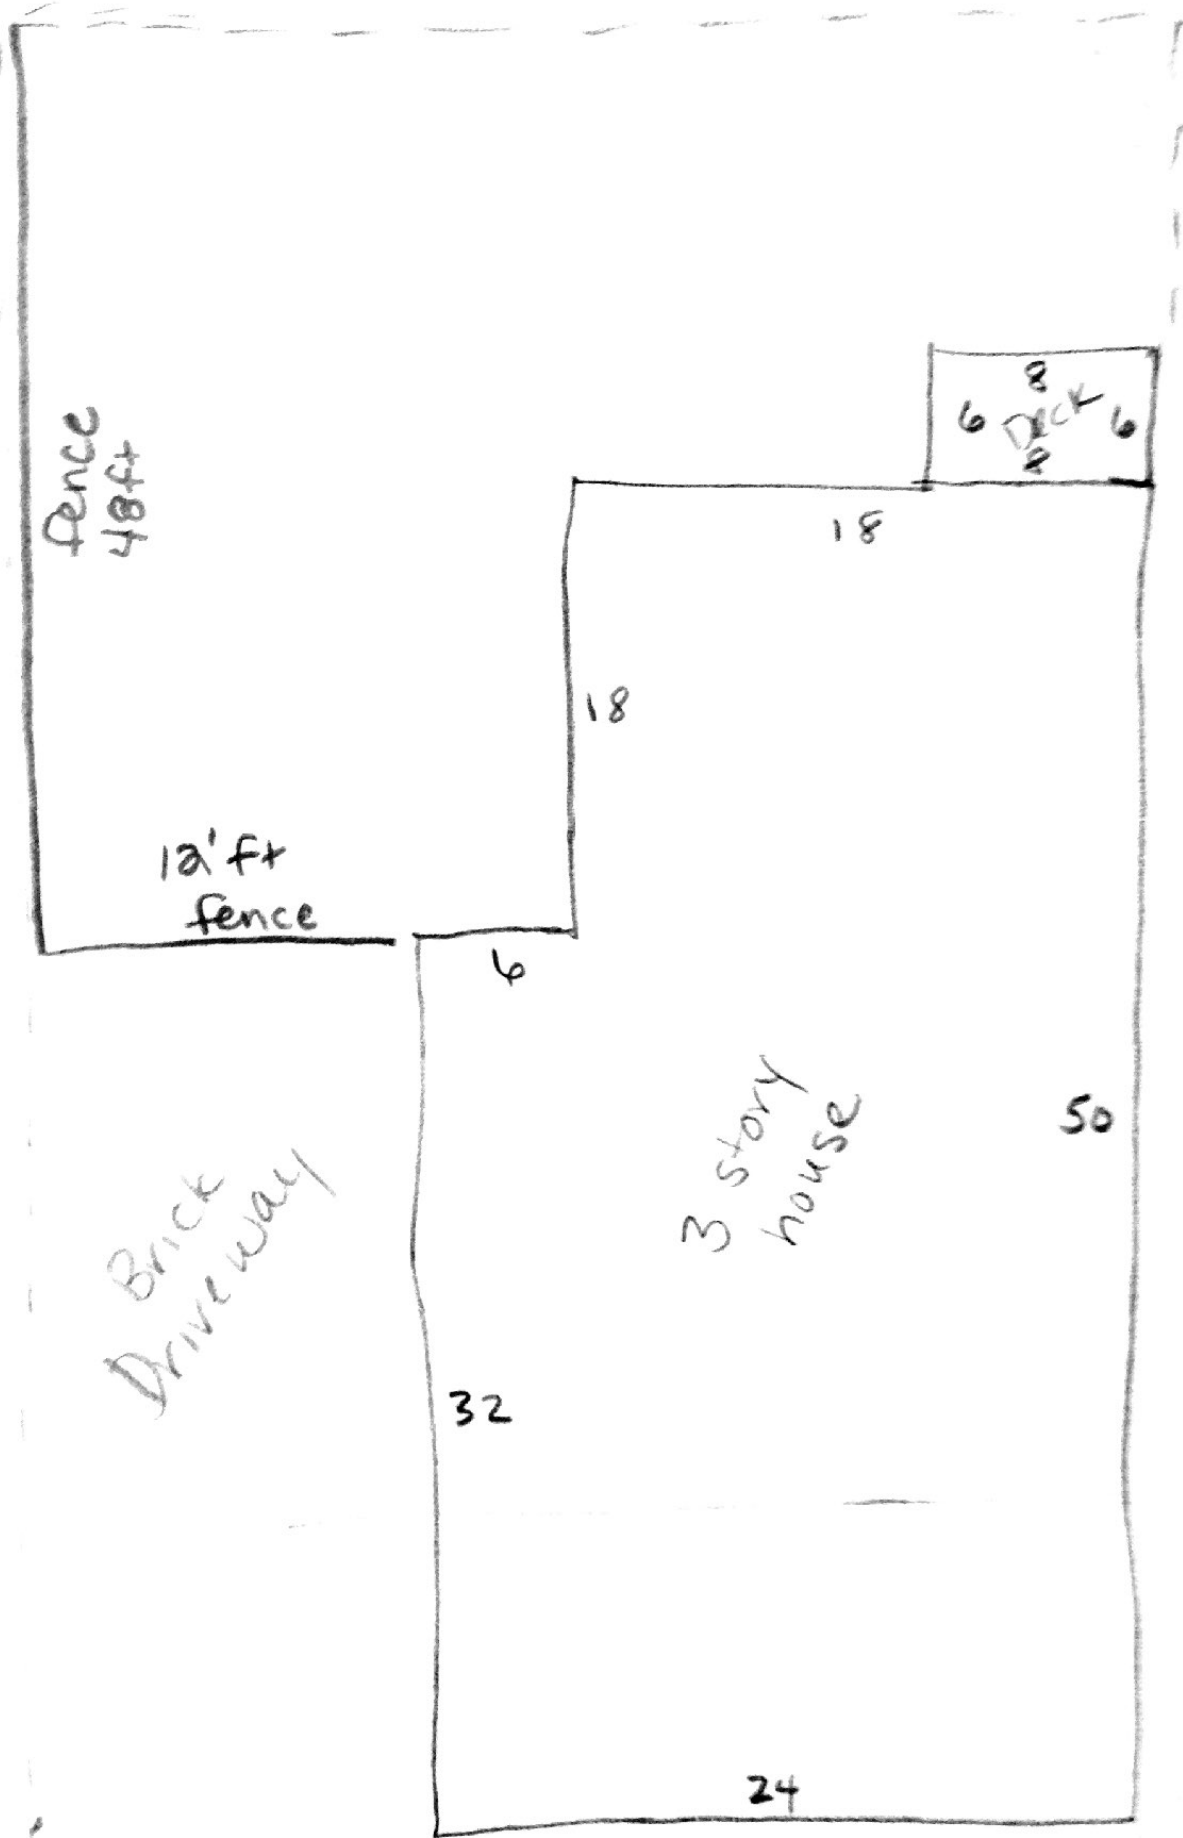 8
6 Deck 6
8
fence
48ft
18
18
12' ft
fence
6
3 story
house
50
Brick
Driveway
32
24